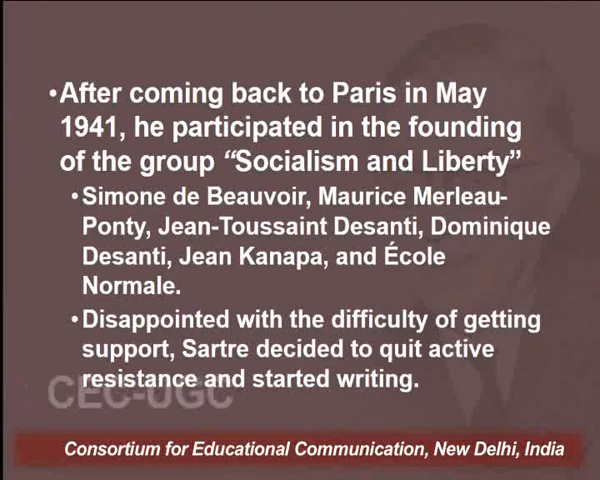 •After coming back to Paris in May
1941, he participated in the founding
of the group “Socialism and Liberty”
•Simone de Beauvoir, Maurice Merleau-
Ponty, Jean-Toussaint Desanti, Dominique
Desanti, Jean Kanapa, and École
Normale.
•Disappointed with the difficulty of getting
support, Sartre decided to quit active
resistance and started writing.
CEC-UGC
Consortium for Educational Communication, New Delhi, India